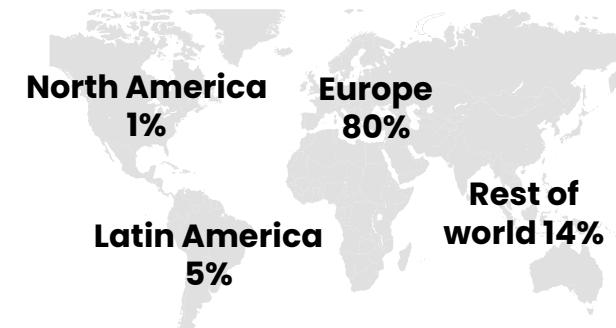 North America
1%
Europe
80%
Rest of
world 14%
Latin America
5%